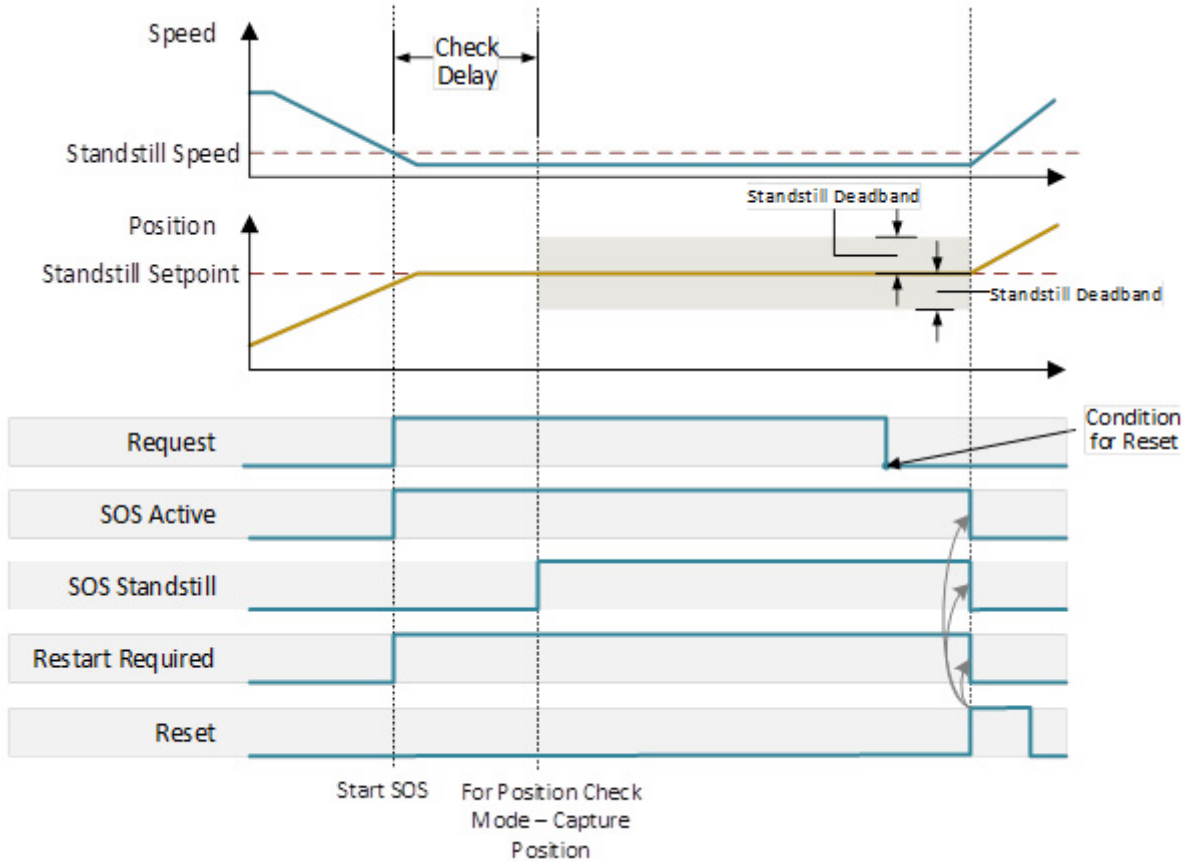 Speed
Check
Delay
Standstill Speed
Standstill Deadband
Position
Standstill Setpoint
Standstill Deadband
Request
Condition
for Reset
SOS Active
SOS Standstill
Restart Required
Reset
Start SOS
For Position Check
Mode – Capture
Position